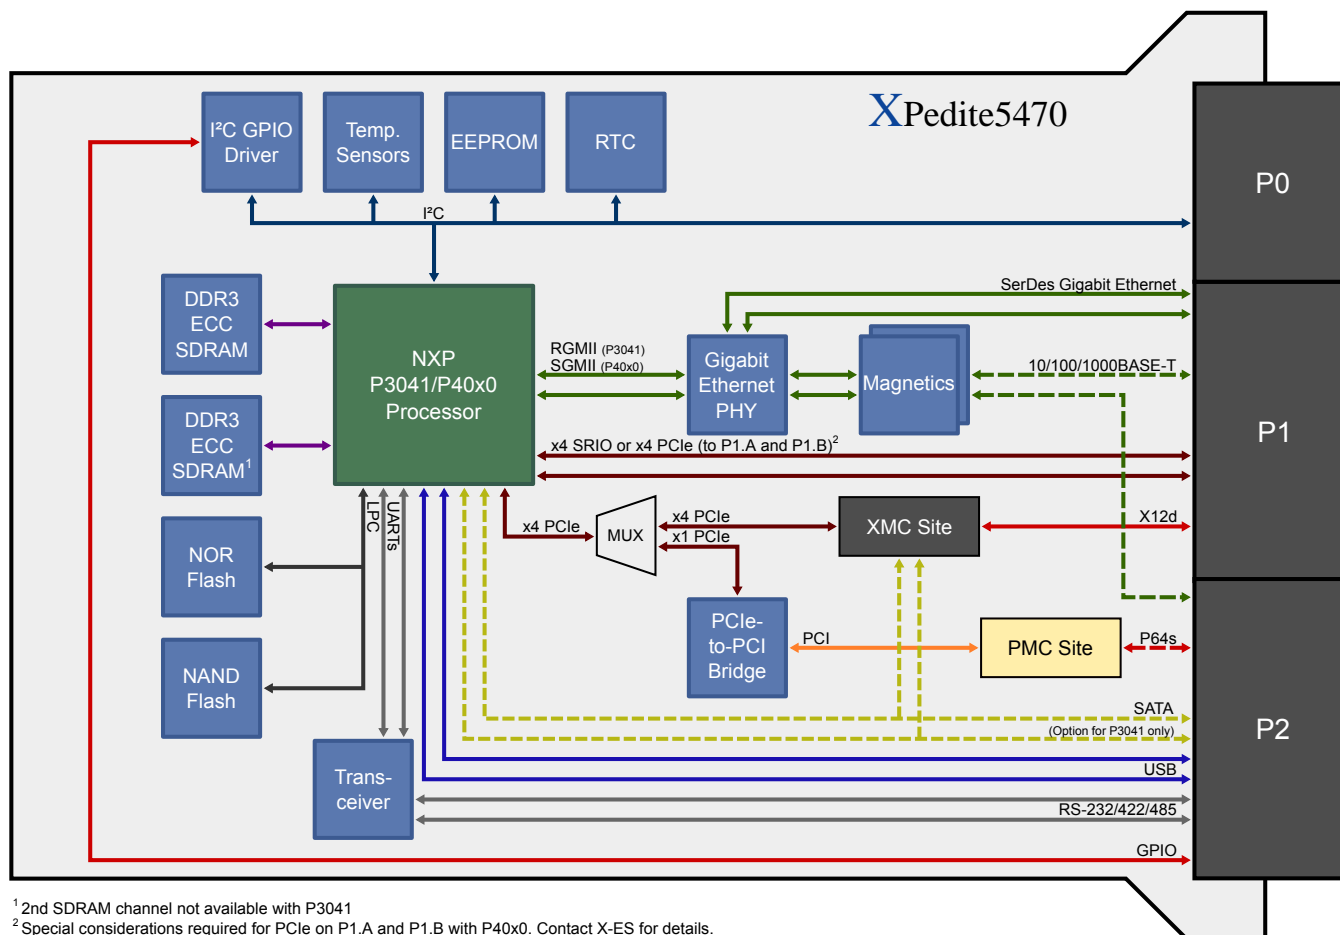 XPedite5470
I²C GPIO
Driver
Temp.
Sensors
EEPROM
RTC
P0
I²C
DDR3
ECC
SDRAM
SerDes Gigabit Ethernet
NXP
P3041/P40x0
Processor
RGMII (P3041)
SGMII (P40x0)
Gigabit
Ethernet
PHY
Magnetics
10/100/1000BASE-T
DDR3
ECC
SDRAM¹
P1
x4 SRIO or x4 PCIe (to P1.A and P1.B)²
LPC
UARTs
x4 PCIe
MUX
x4 PCIe
x1 PCIe
XMC Site
X12d
NOR
Flash
PCIe-
to-PCI
Bridge
PCI
PMC Site
P64s
NAND
Flash
SATA
(Option for P3041 only)
P2
Trans-
ceiver
USB
RS-232/422/485
GPIO
¹ 2nd SDRAM channel not available with P3041
² Special considerations required for PCIe on P1.A and P1.B with P40x0. Contact X-ES for details.